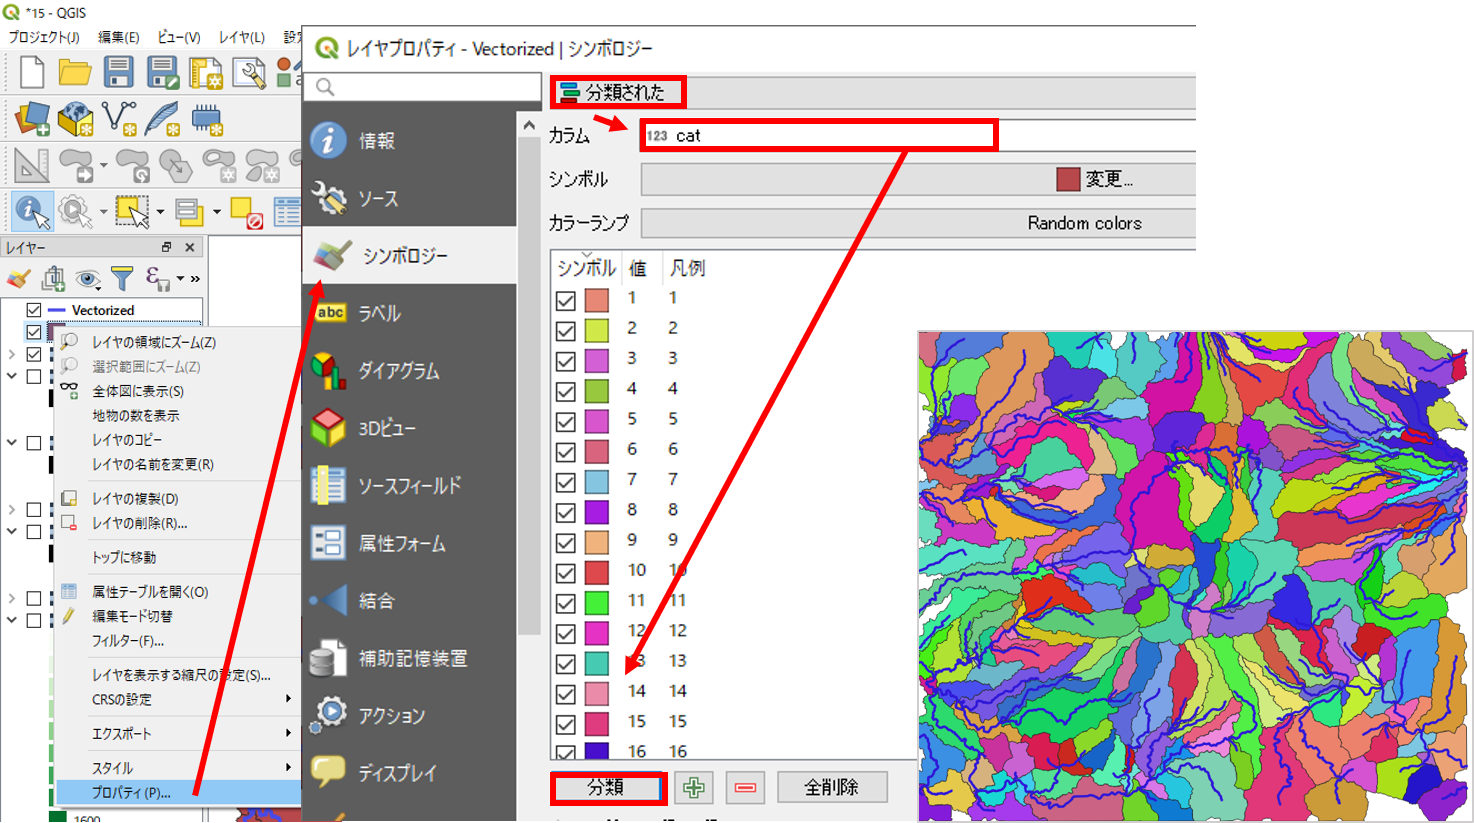 *15 - QGIS
プロジェクト(J) 編集(E) ビュー(V) レイヤ(L) 設定
レイヤー
Vectorized
レイヤの領域にズーム(Z)
選択範囲にズーム(Z)
全体図に表示(S)
地物の数を表示
レイヤのコピー
レイヤの名前を変更(R)
レイヤの複製(D)
レイヤの削除(R)...
トップに移動
属性テーブルを開く(O)
編集モード切替
フィルター(F)...
レイヤを表示する縮尺の設定(S)...
CRSの設定
エクスポート
スタイル
プロパティ(P)...
1600
レイヤプロパティ - Vectorized | シンボロジー
情報
ソース
シンボロジー
abc ラベル
ダイアグラム
3Dビュー
ソースフィールド
属性フォーム
結合
補助記憶装置
アクション
ディスプレイ
分類された
カラム 123 cat
シンボル 変更...
カラーランプ Random colors
シンボル 値 凡例
1 1
2 2
3 3
4 4
5 5
6 6
7 7
8 8
9 9
10 10
11 11
12 12
13 13
14 14
15 15
16 16
分類 全削除